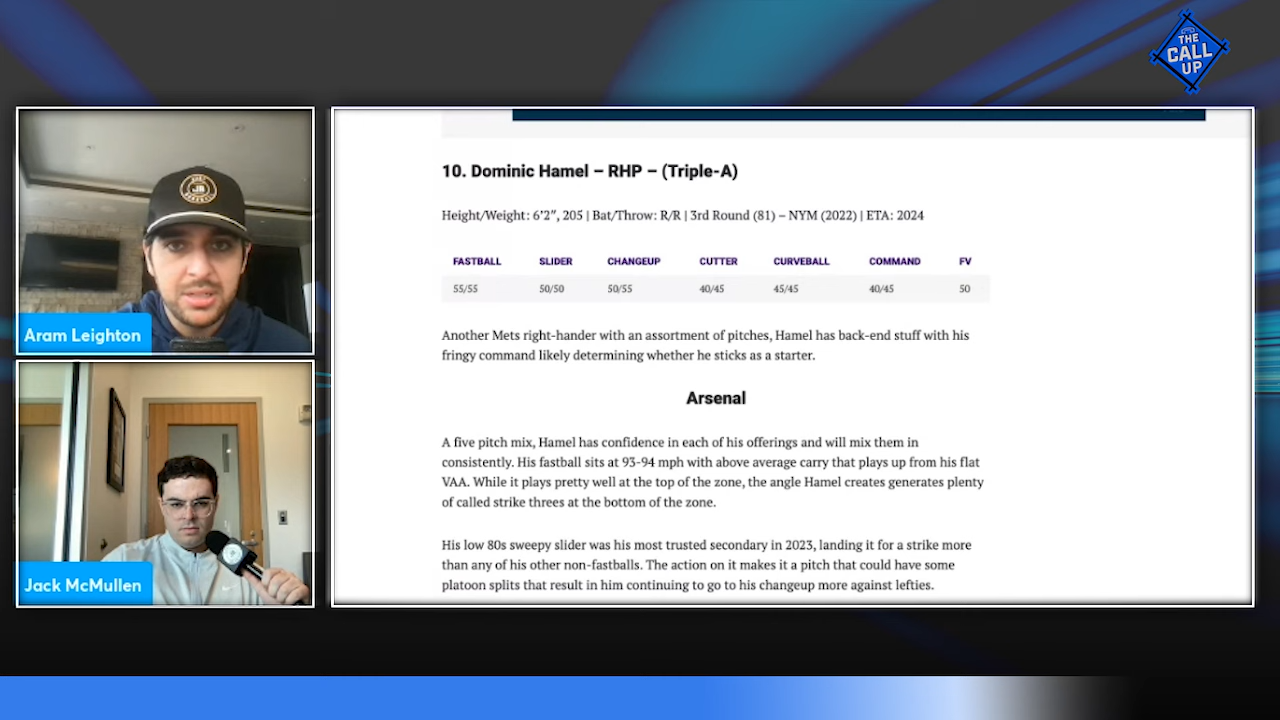 THE
CALL
UP
JB
Aram Leighton
Jack McMullen
10. Dominic Hamel – RHP – (Triple-A)
Height/Weight: 6’2″, 205 | Bat/Throw: R/R | 3rd Round (81) – NYM (2022) | ETA: 2024
FASTBALL SLIDER CHANGEUP CUTTER CURVEBALL COMMAND FV
55/55 50/50 50/55 40/45 45/45 40/45 50
Another Mets right-hander with an assortment of pitches, Hamel has back-end stuff with his
fringy command likely determining whether he sticks as a starter.
Arsenal
A five pitch mix, Hamel has confidence in each of his offerings and will mix them in
consistently. His fastball sits at 93-94 mph with above average carry that plays up from his flat
VAA. While it plays pretty well at the top of the zone, the angle Hamel creates generates plenty
of called strike threes at the bottom of the zone.
His low 80s sweepy slider was his most trusted secondary in 2023, landing it for a strike more
than any of his other non-fastballs. The action on it makes it a pitch that could have some
platoon splits that result in him continuing to go to his changeup more against lefties.